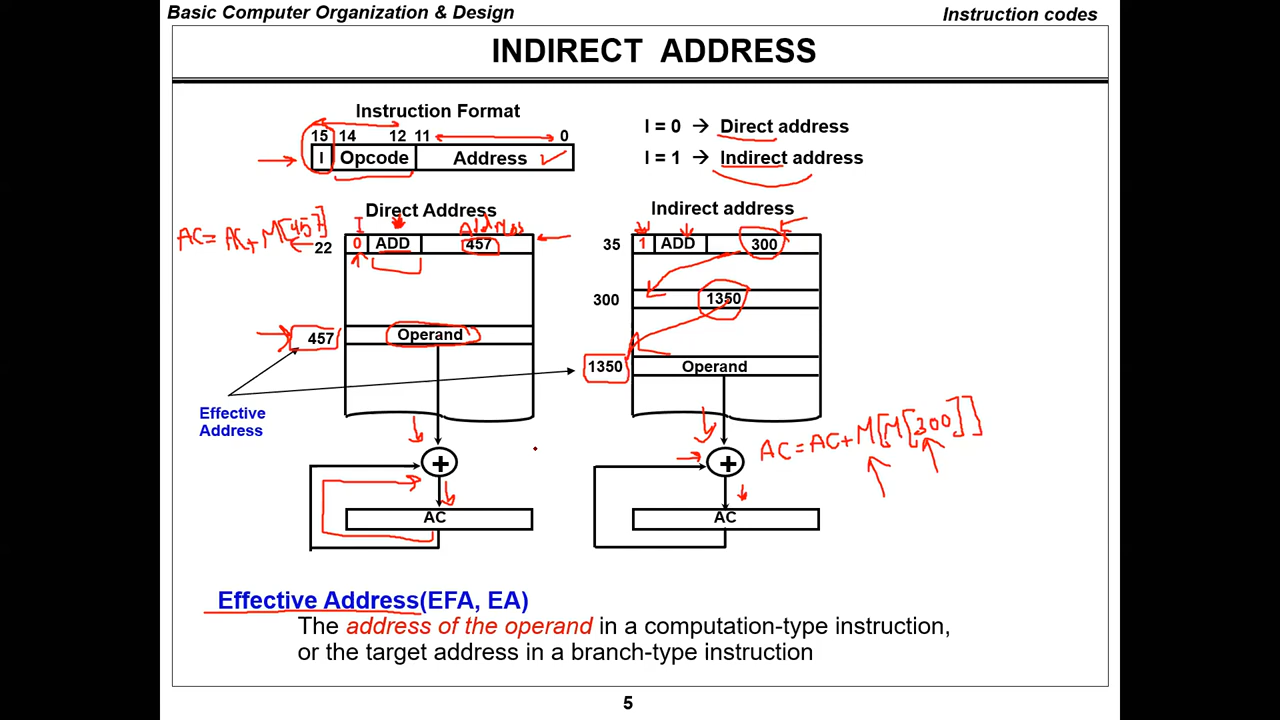 Basic Computer Organization & Design
Instruction codes
INDIRECT ADDRESS
Instruction Format
15 14 12 11 0
I Opcode Address
I = 0 → Direct address
I = 1 → Indirect address
Direct Address
AC = AC + M[457]
I Address
22 0 ADD 457
457 Operand
Effective
Address
+
AC
Indirect address
35 1 ADD 300
300 1350
1350 Operand
AC = AC + M[M[300]]
+
AC
Effective Address(EFA, EA)
The address of the operand in a computation-type instruction,
or the target address in a branch-type instruction
5